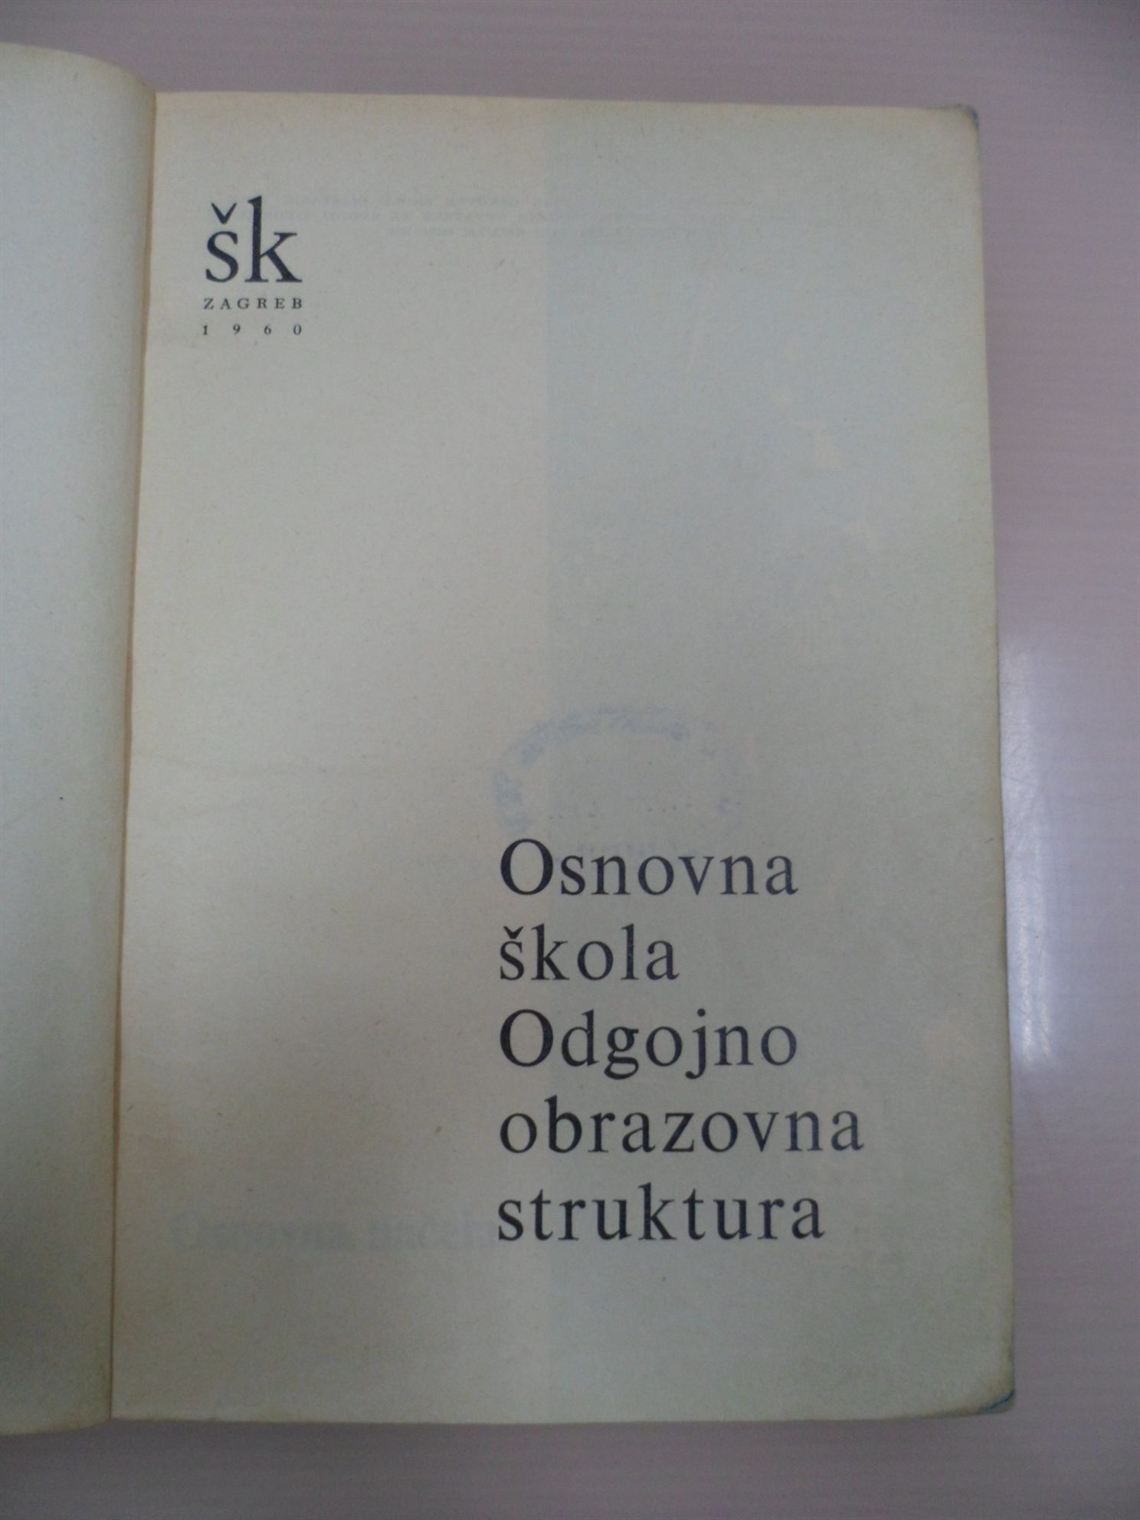 šk
ZAGREB
1960
Osnovna
škola
Odgojno
obrazovna
struktura